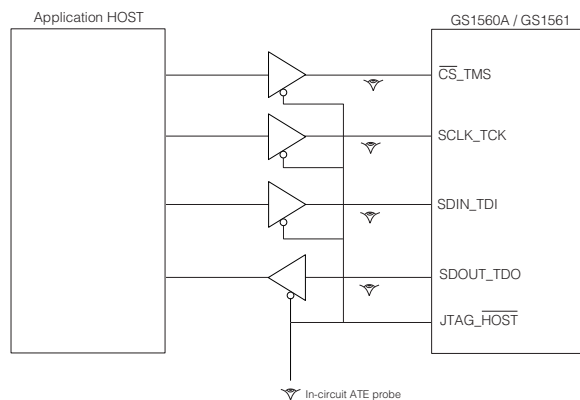 Application HOST
GS1560A / GS1561
CS_TMS
SCLK_TCK
SDIN_TDI
SDOUT_TDO
JTAG_HOST
In-circuit ATE probe